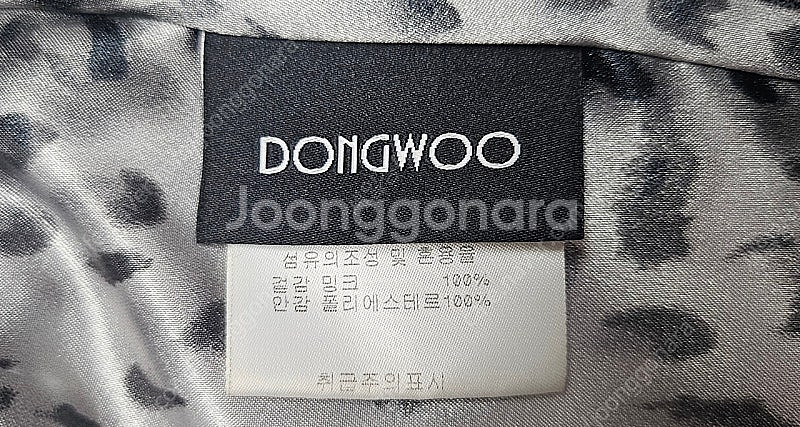 DONGWOO
Joonggonara
섬유의조성 및 혼용율
겉감 밍크 100%
안감 폴리에스테르100%
취급주의표시